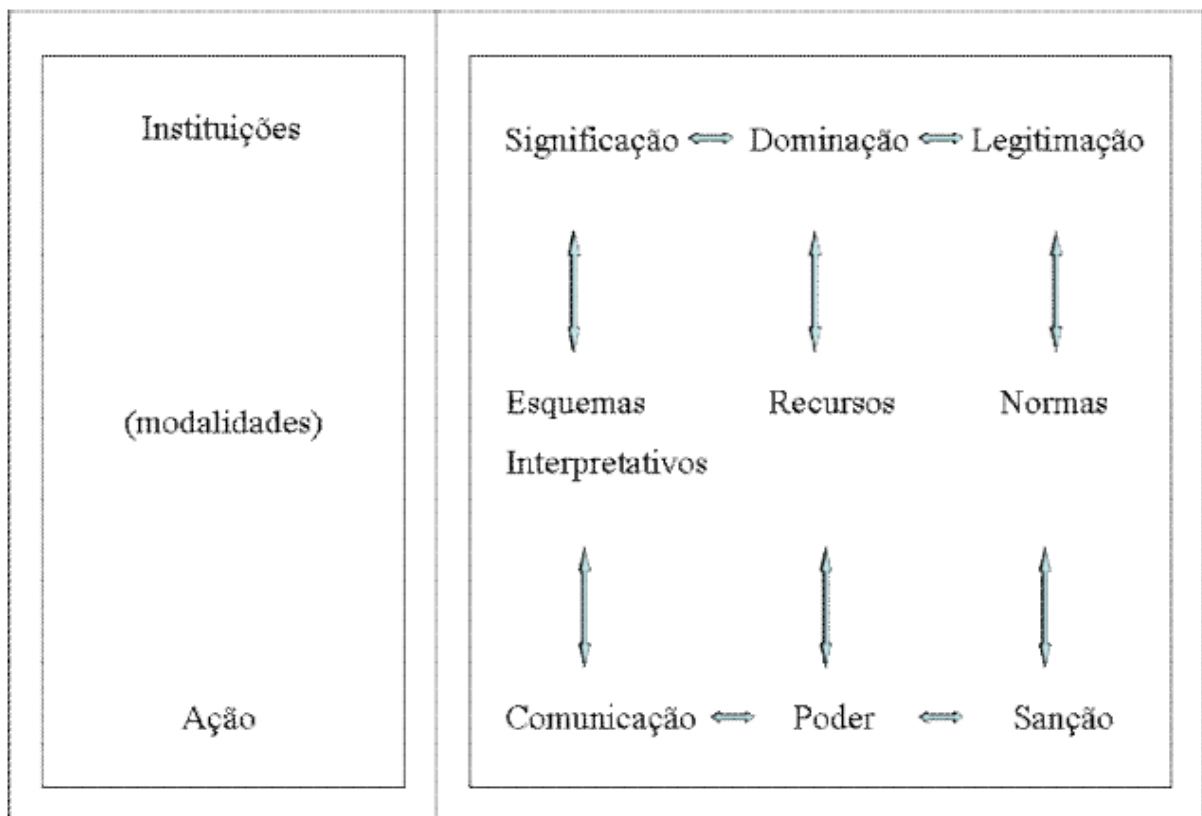 Instituições
(modalidades)
Ação
Significação Dominação Legitimação
Esquemas Recursos Normas
Interpretativos
Comunicação Poder Sanção